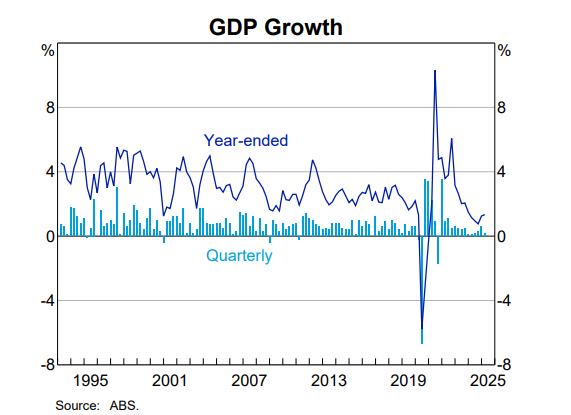 GDP Growth
% %
8 8
Year-ended
4 4
0 0
Quarterly
-4 -4
-8 -8
1995 2001 2007 2013 2019 2025
Source: ABS.